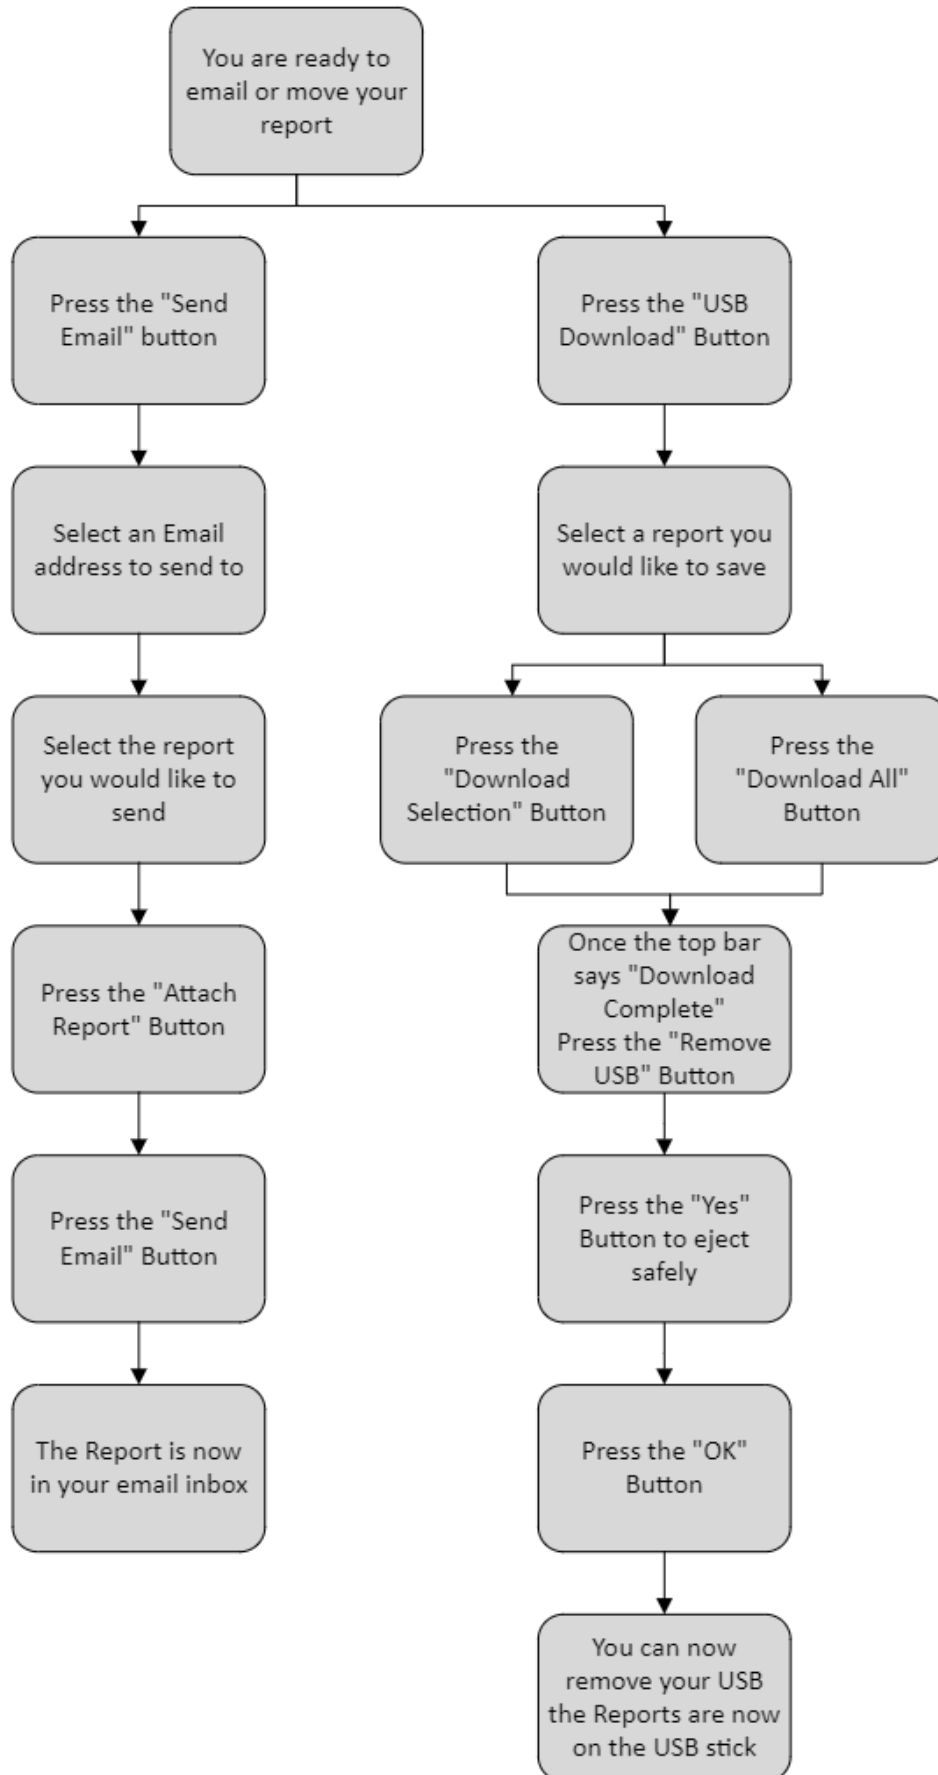 You are ready to
email or move your
report
Press the "Send
Email" button
Press the "USB
Download" Button
Select an Email
address to send to
Select a report you
would like to save
Select the report
you would like to
send
Press the
"Download
Selection" Button
Press the
"Download All"
Button
Press the "Attach
Report" Button
Once the top bar
says "Download
Complete"
Press the "Remove
USB" Button
Press the "Send
Email" Button
Press the "Yes"
Button to eject
safely
The Report is now
in your email inbox
Press the "OK"
Button
You can now
remove your USB
the Reports are now
on the USB stick